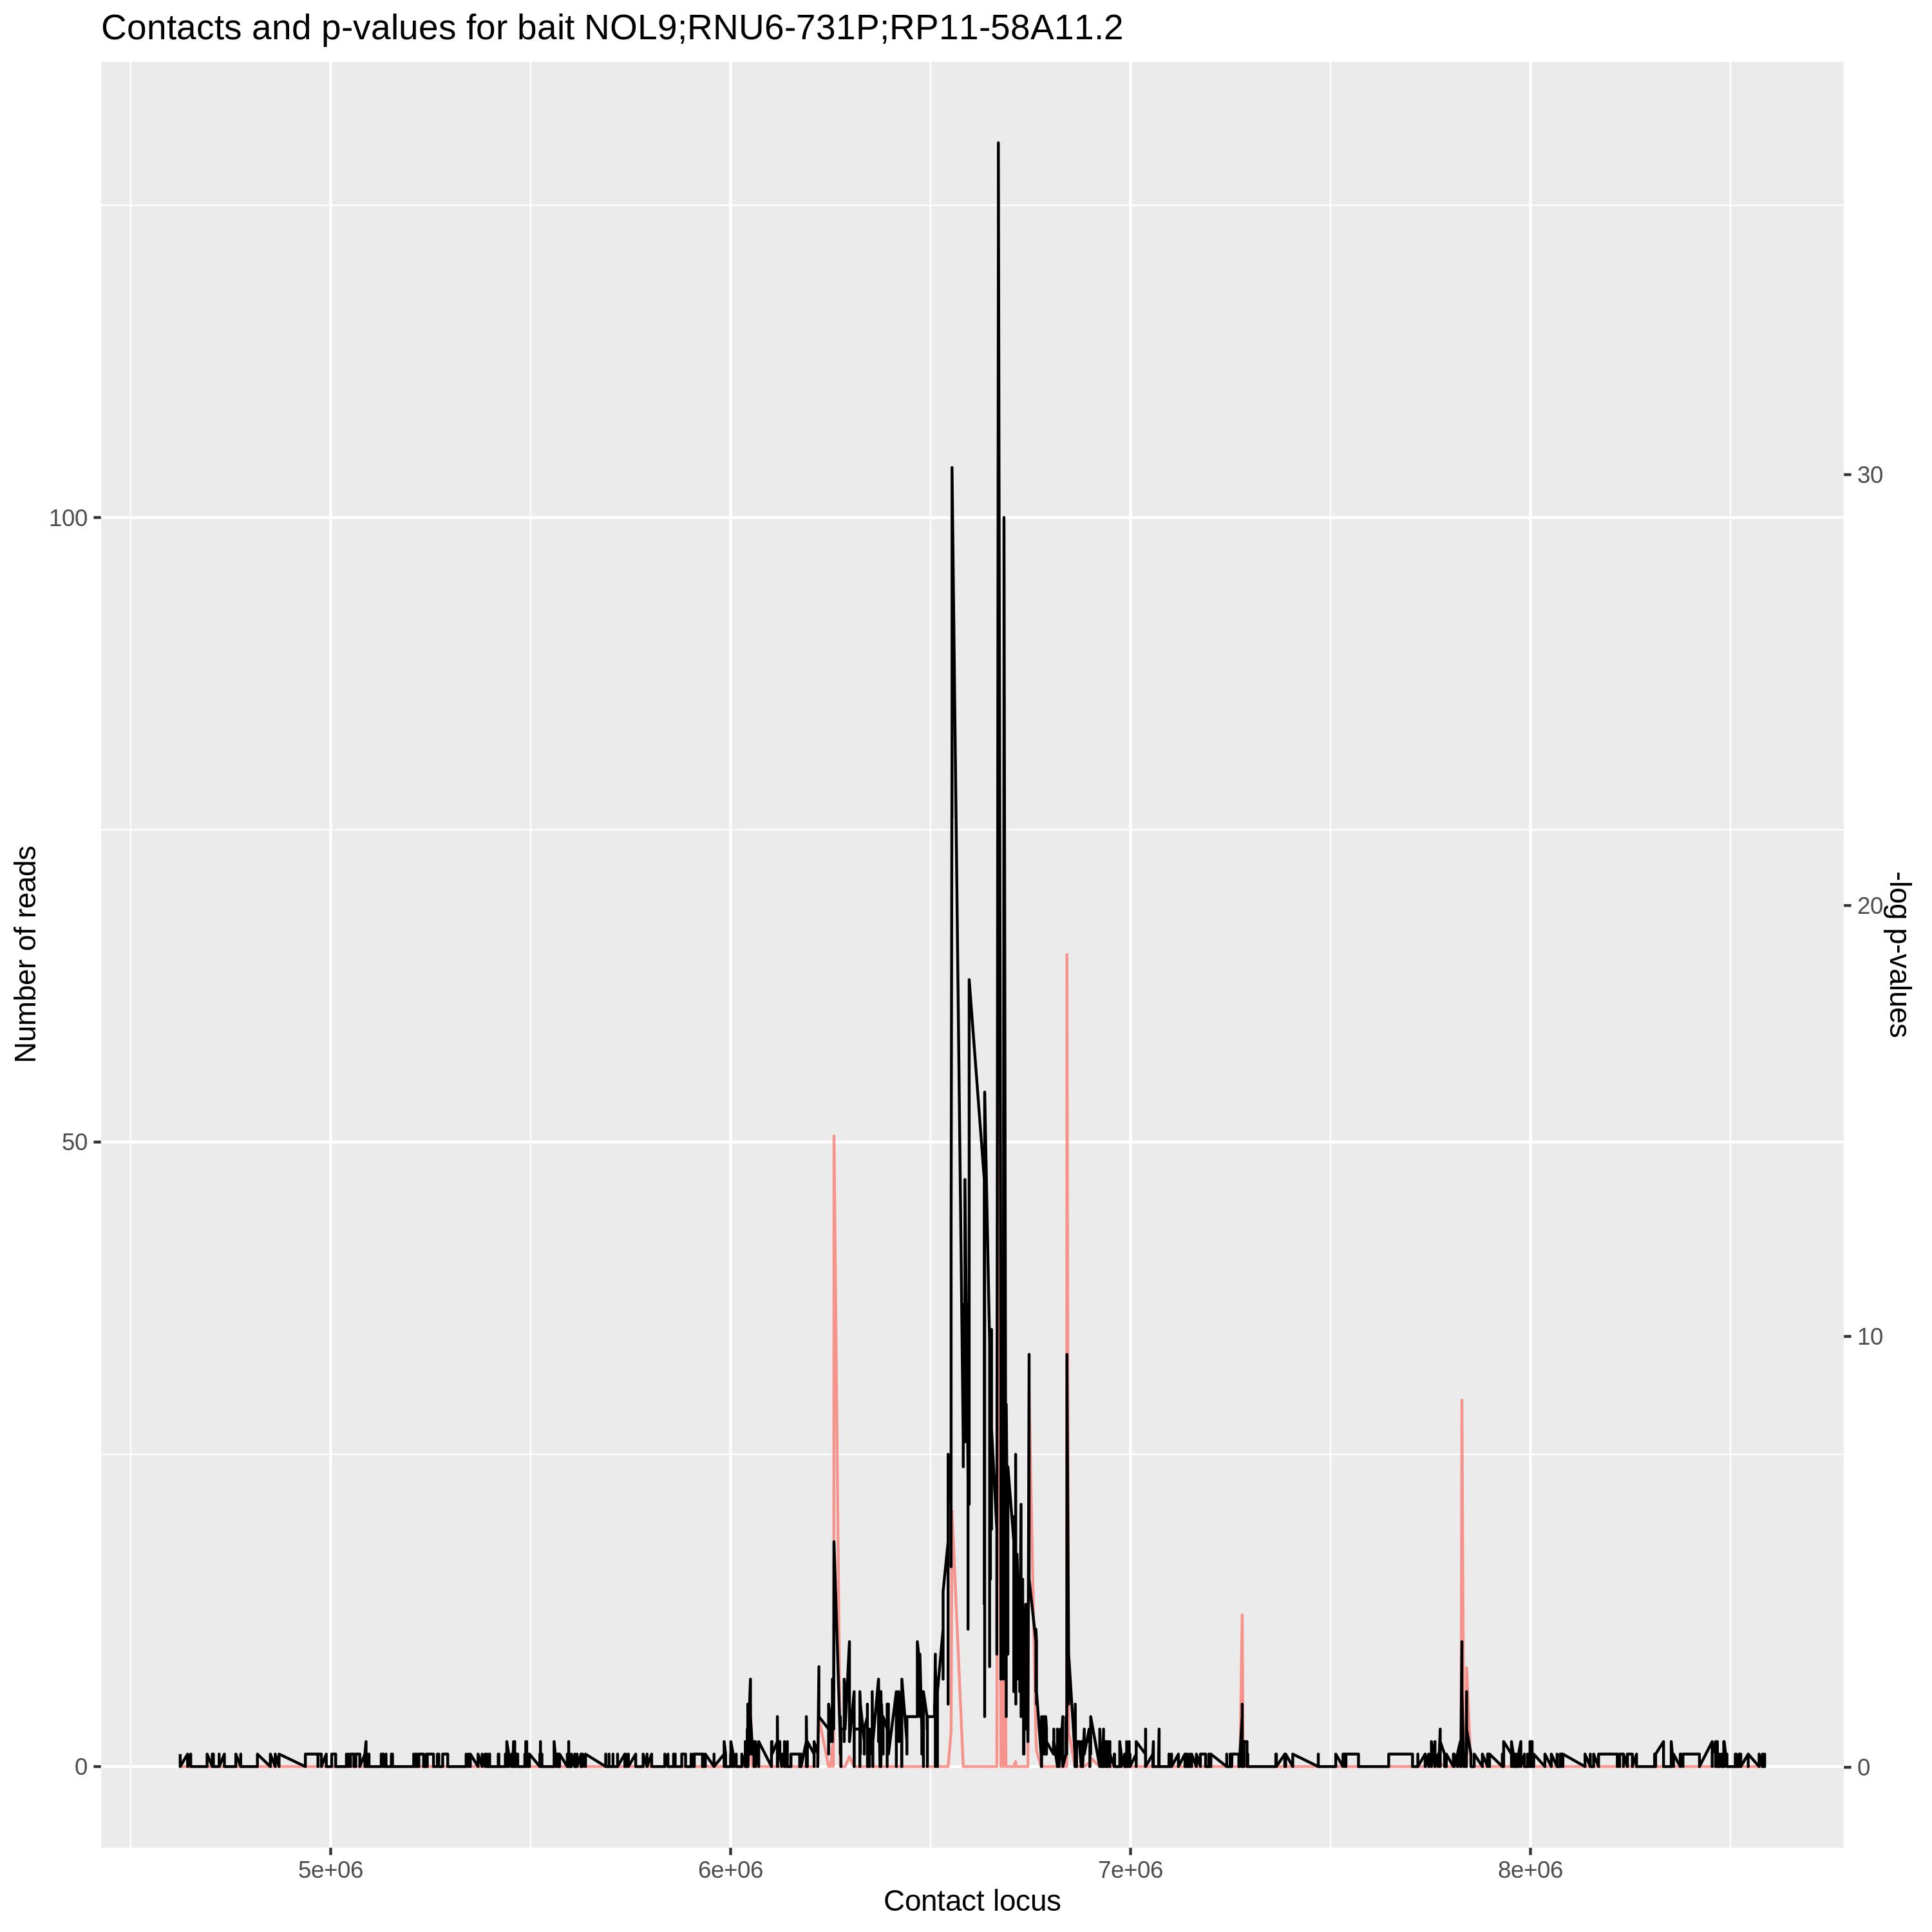 Contacts and p-values for bait NOL9;RNU6-731P;RP11-58A11.2
Number of reads
100
50
0
30
20
10
0
-log p-values
5e+06
6e+06
7e+06
8e+06
Contact locus